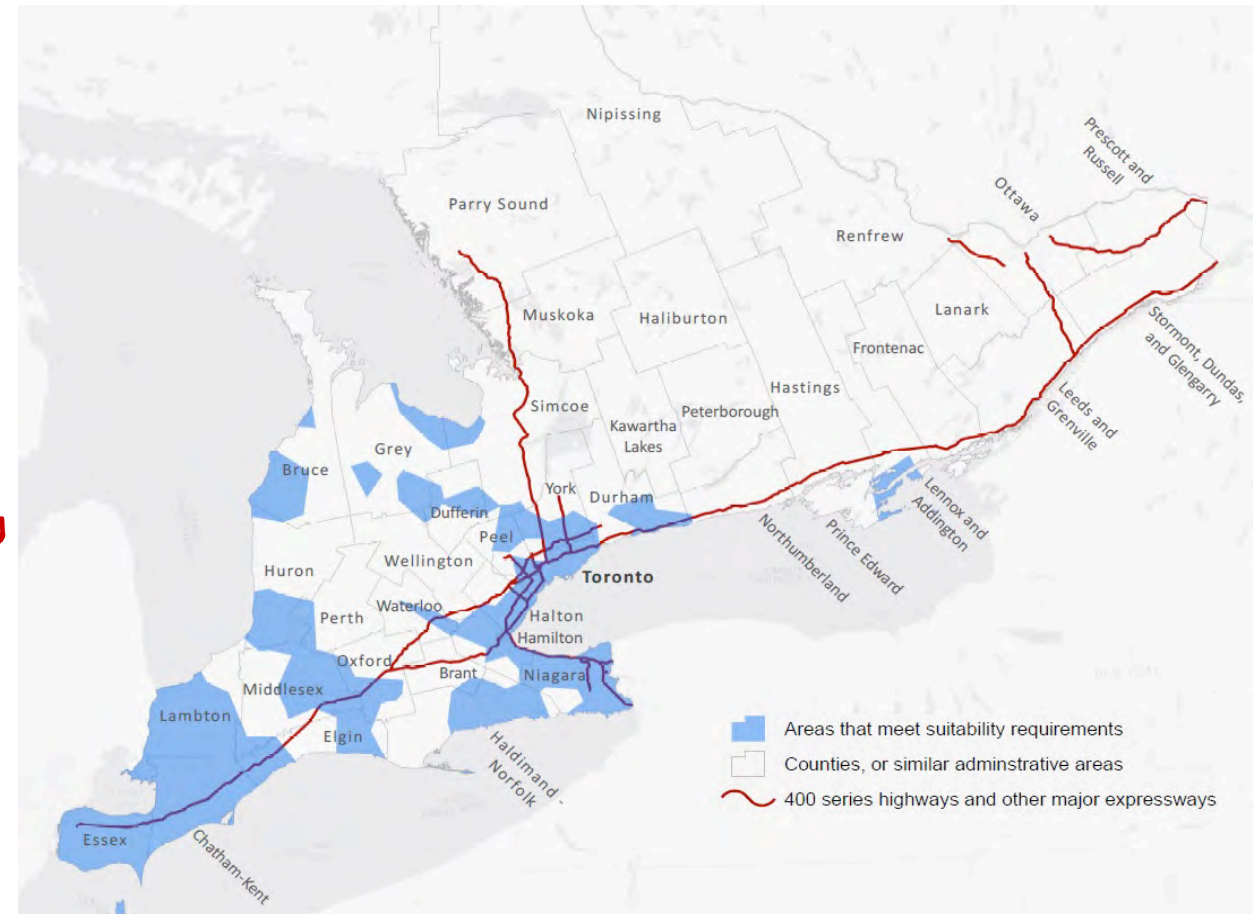 Nipissing
Prescott and
Russell
Ottawa
Parry Sound
Renfrew
Lanark
Muskoka
Haliburton
Frontenac
Stormont, Dundas,
and Glengarry
Hastings
Leeds and
Grenville
Simcoe
Peterborough
Kawartha
Lakes
Grey
Bruce
York
Durham
Lennox and
Addington
Dufferin
Peel
Northumberland
Prince Edward
Wellington
Huron
Toronto
Waterloo
Perth
Halton
Hamilton
Oxford
Brant
Niagara
Middlesex
Lambton
Elgin
Haldimand -
Norfolk
Essex
Chatham-Kent
Areas that meet suitability requirements
Counties, or similar adminstrative areas
400 series highways and other major expressways